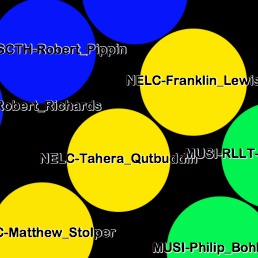 SCTH-Robert_Pippin
NELC-Franklin_Lewis
Robert_Richards
NELC-Tahera_Qutbuddin
MUSI-RLLT-
C-Matthew_Stolper
MUSI-Philip_Bohl